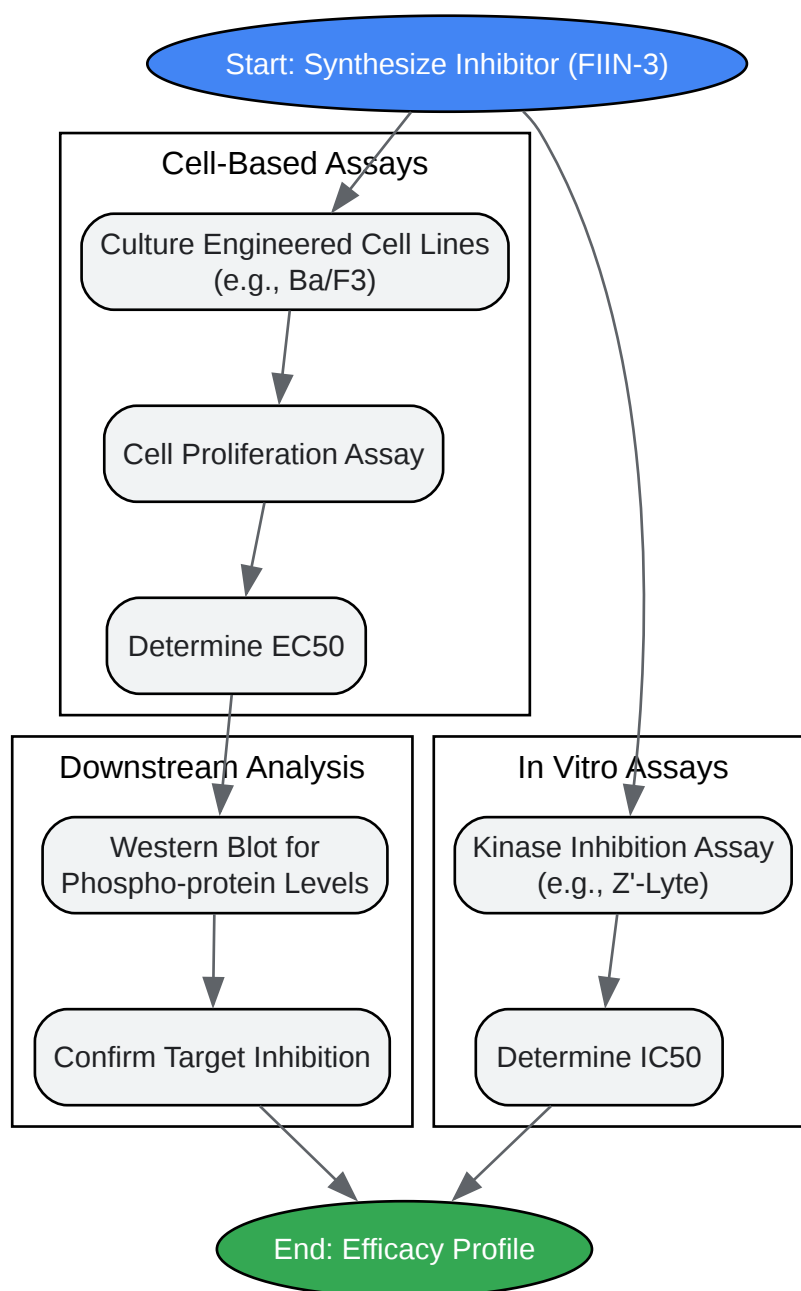 Start: Synthesize Inhibitor (FIIN-3)
Cell-Based Assays
Culture Engineered Cell Lines
(e.g., Ba/F3)
Cell Proliferation Assay
Determine EC50
Downstream Analysis
Western Blot for
Phospho-protein Levels
Confirm Target Inhibition
In Vitro Assays
Kinase Inhibition Assay
(e.g., Z'-Lyte)
Determine IC50
End: Efficacy Profile